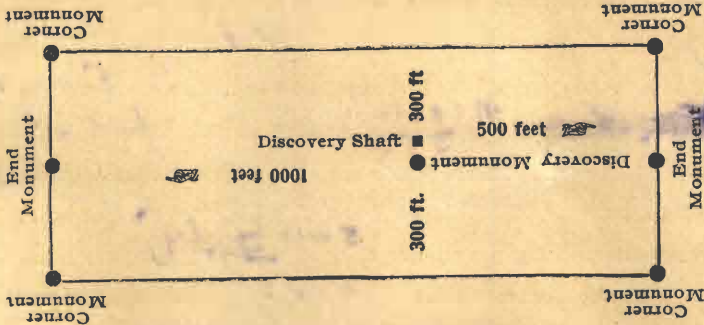 Corner
Monument
Corner
Monument
End
Monument
Discovery Shaft
300 ft
500 feet
Discovery Monument
1000 feet
300 ft.
End
Monument
Corner
Monument
Corner
Monument